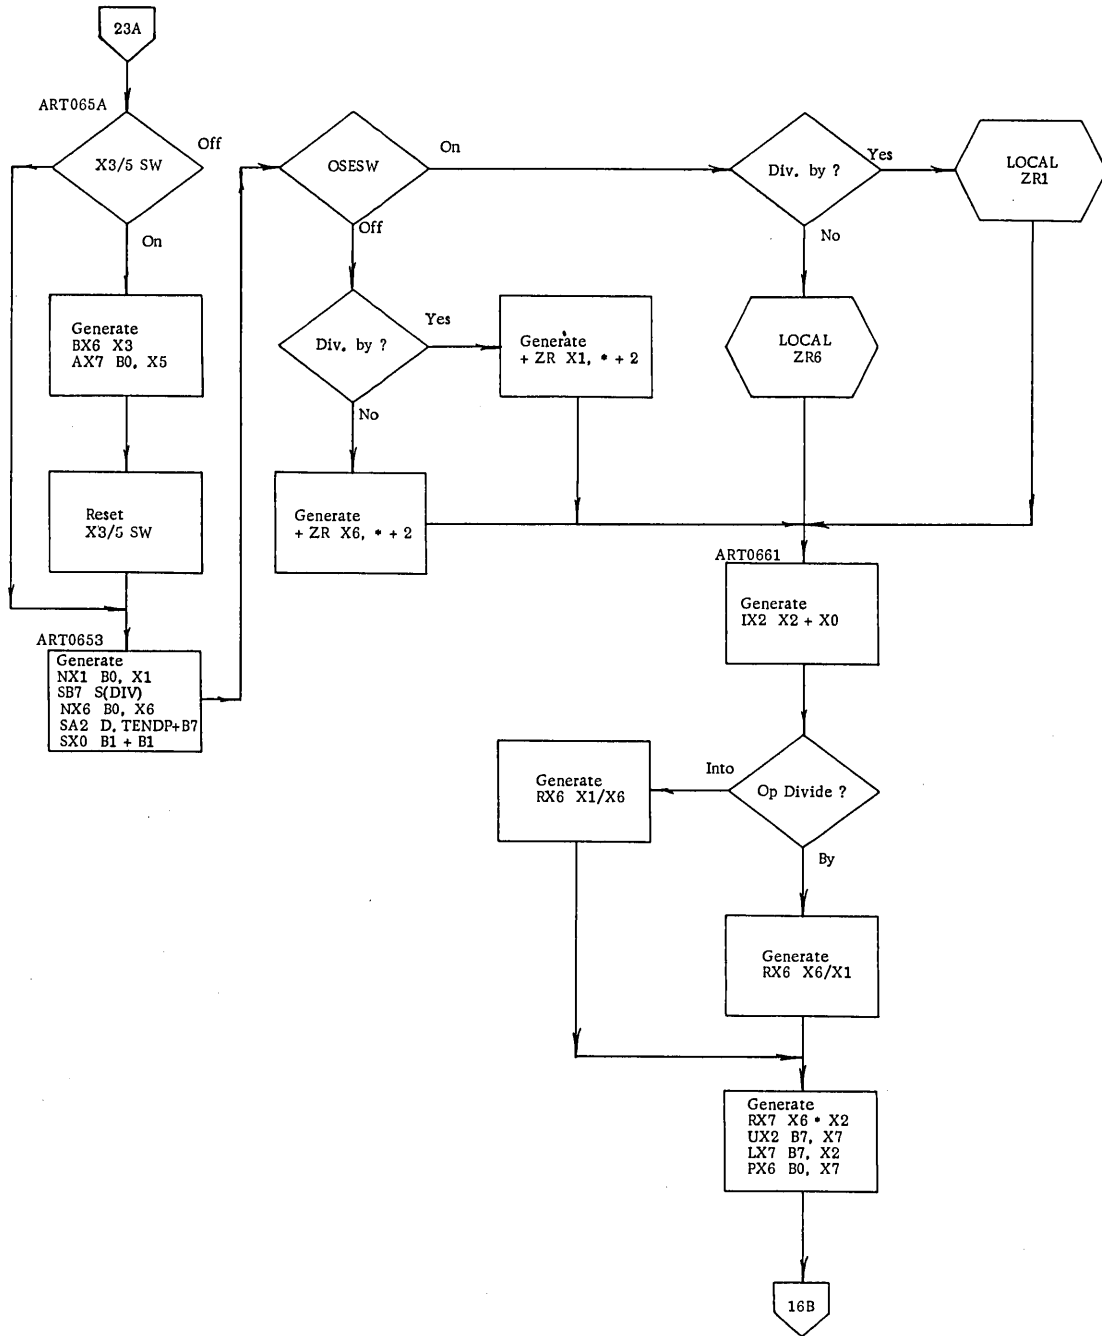 23A
ART065A
X3/5 SW
Off
On
Generate
BX6 X3
AX7 B0, X5
Reset
X3/5 SW
ART0653
Generate
NX1 B0, X1
SB7 S(DIV)
NX6 B0, X6
SA2 D. TENDP+B7
SX0 B1 + B1
OSESW
On
Off
Div. by ?
Yes
No
Generate
+ ZR X1, * + 2
Generate
+ ZR X6, * + 2
Div. by ?
Yes
No
LOCAL
ZR1
LOCAL
ZR6
ART0661
Generate
IX2 X2 + X0
Op Divide ?
Into
By
Generate
RX6 X1/X6
Generate
RX6 X6/X1
Generate
RX7 X6 * X2
UX2 B7, X7
LX7 B7, X2
PX6 B0, X7
16B